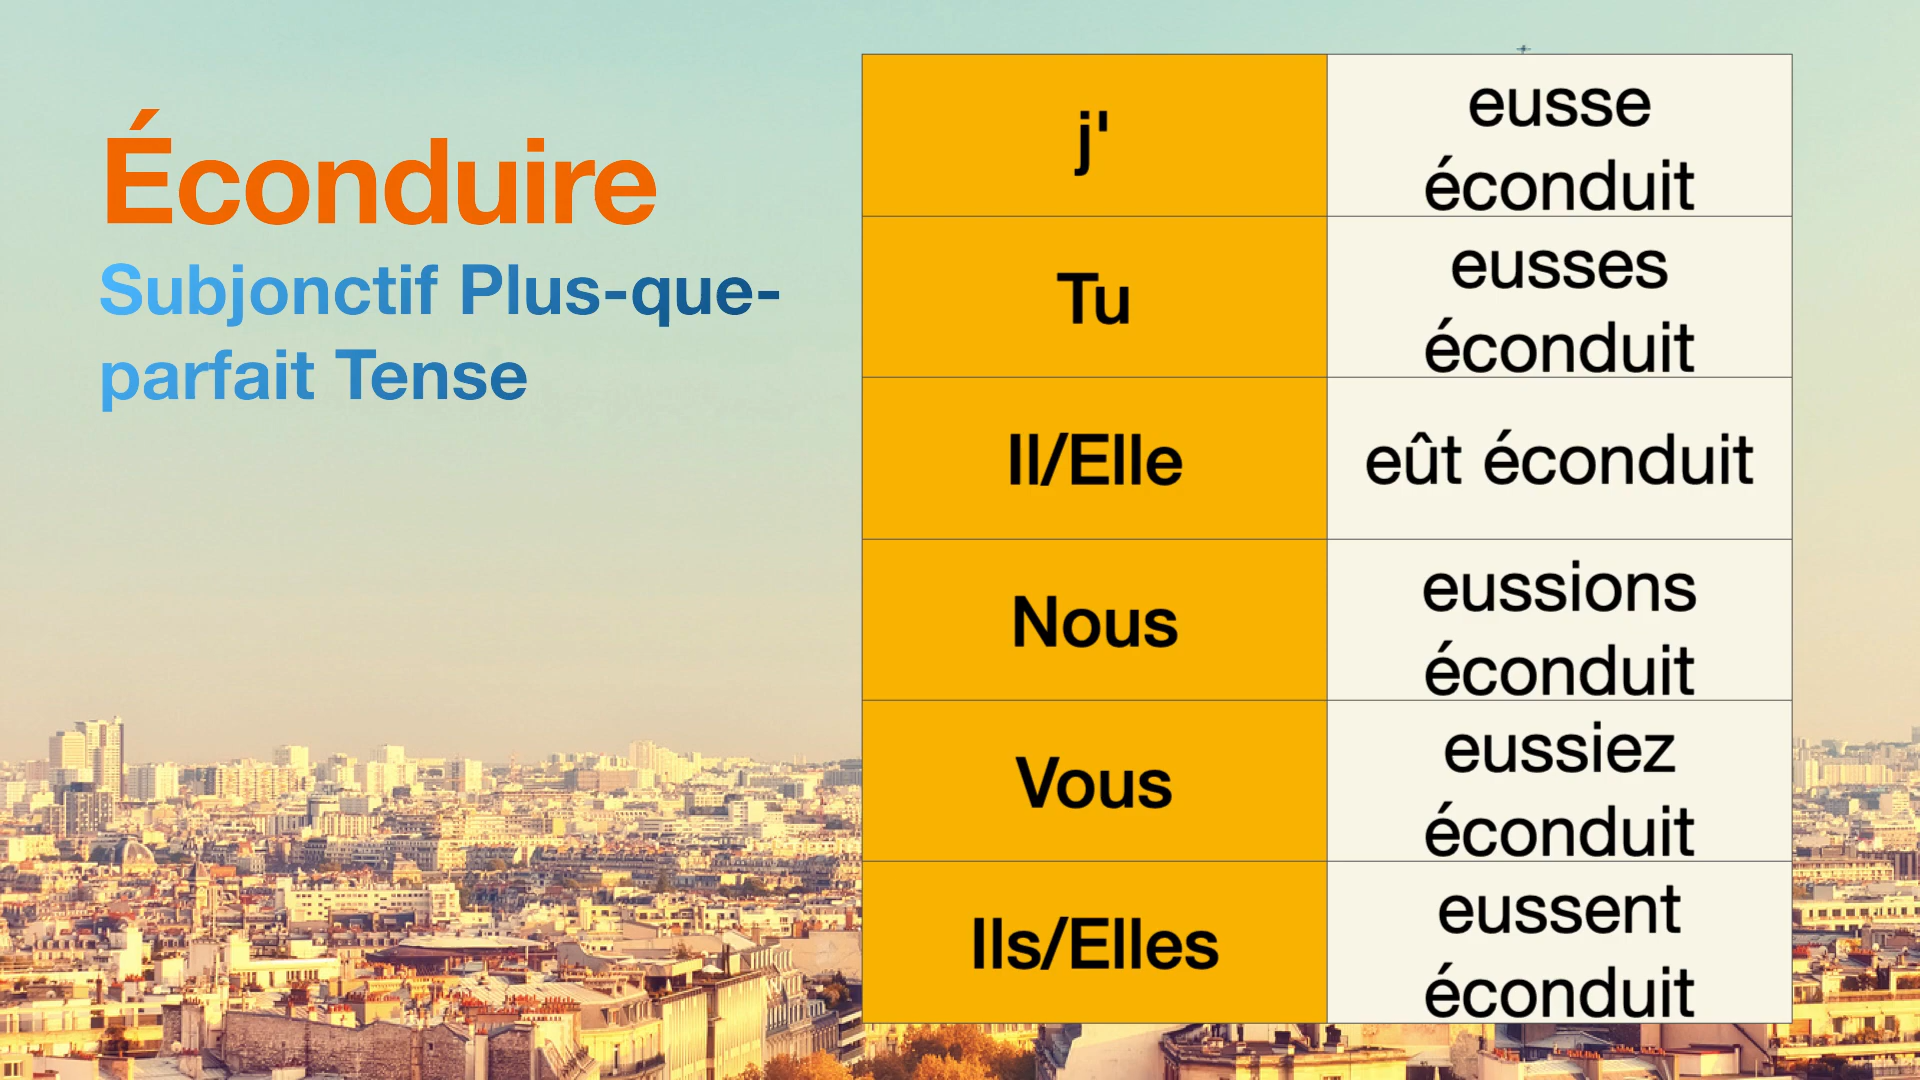 Éconduire
Subjonctif Plus-que-
parfait Tense
j'
eusse
éconduit
Tu
eusses
éconduit
Il/Elle
eût éconduit
Nous
eussions
éconduit
Vous
eussiez
éconduit
Ils/Elles
eussent
éconduit